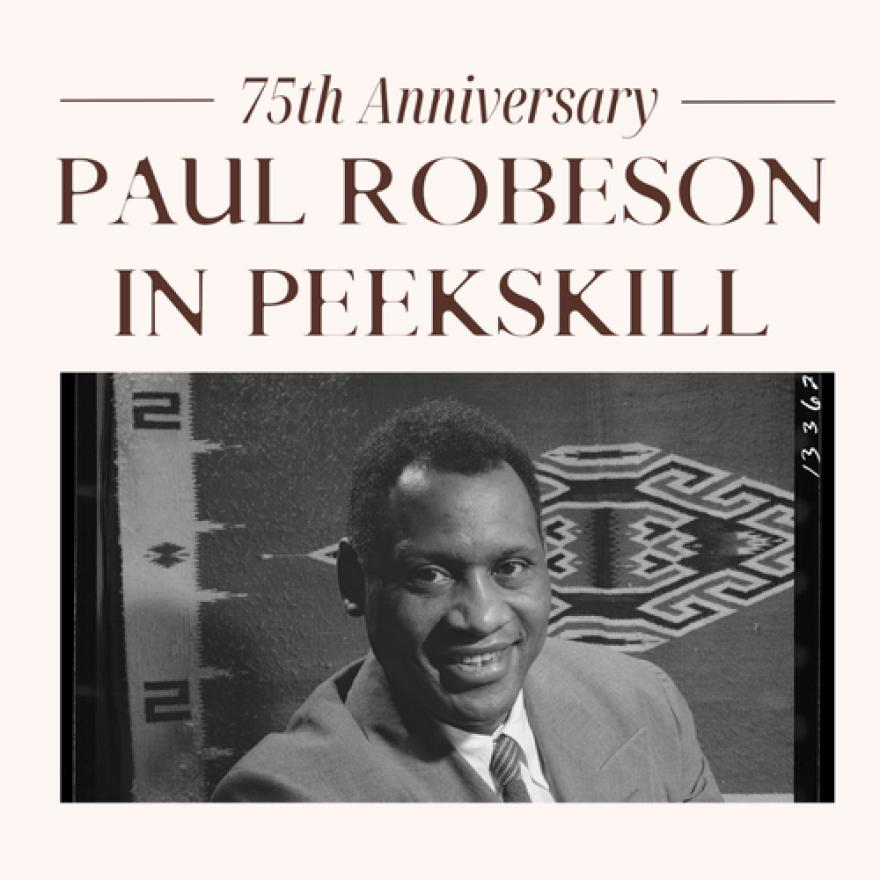 75th Anniversary
PAUL ROBESON
IN PEEKSKILL
13362